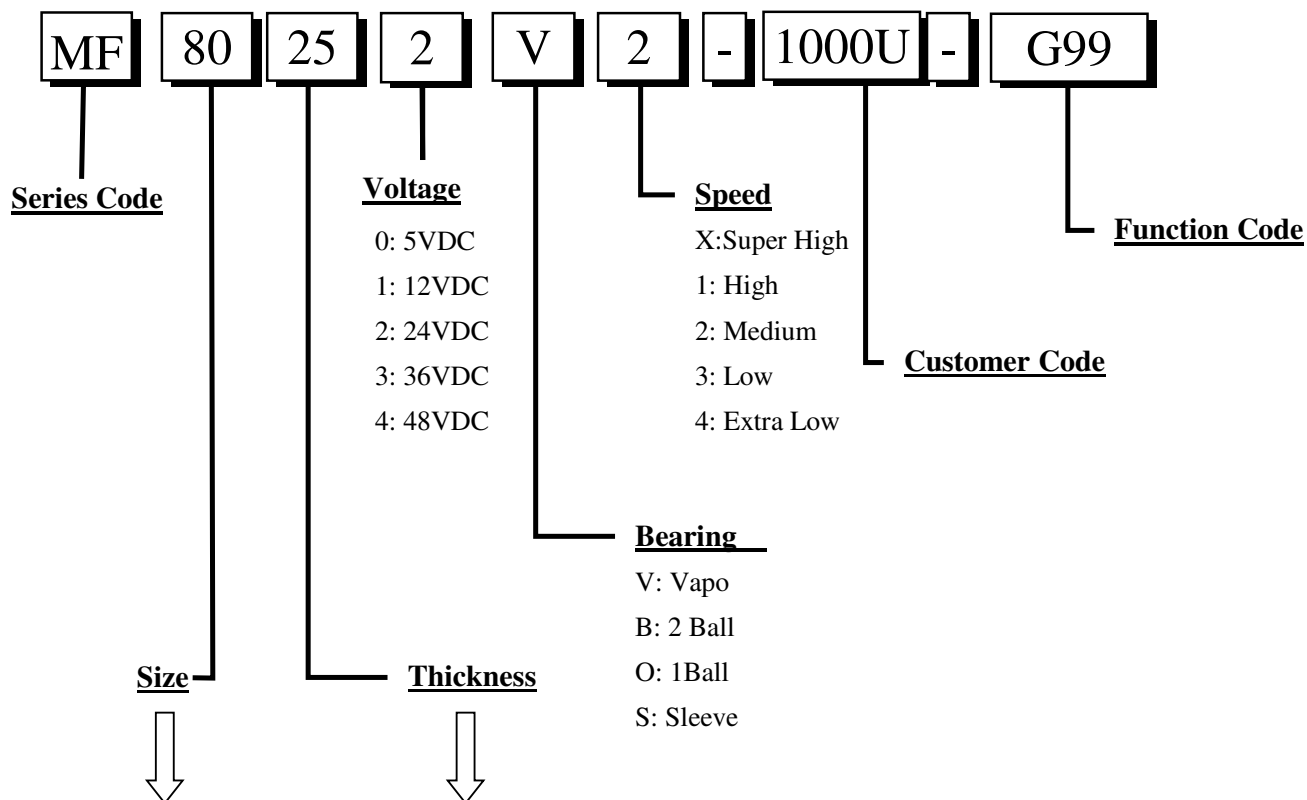 MF 80 25 2 V 2 - 1000U - G99
Series Code
Voltage
0: 5VDC
1: 12VDC
2: 24VDC
3: 36VDC
4: 48VDC
Speed
X:Super High
1: High
2: Medium
3: Low
4: Extra Low
Function Code
Customer Code
Bearing
V: Vapo
B: 2 Ball
O: 1Ball
S: Sleeve
Size
Thickness